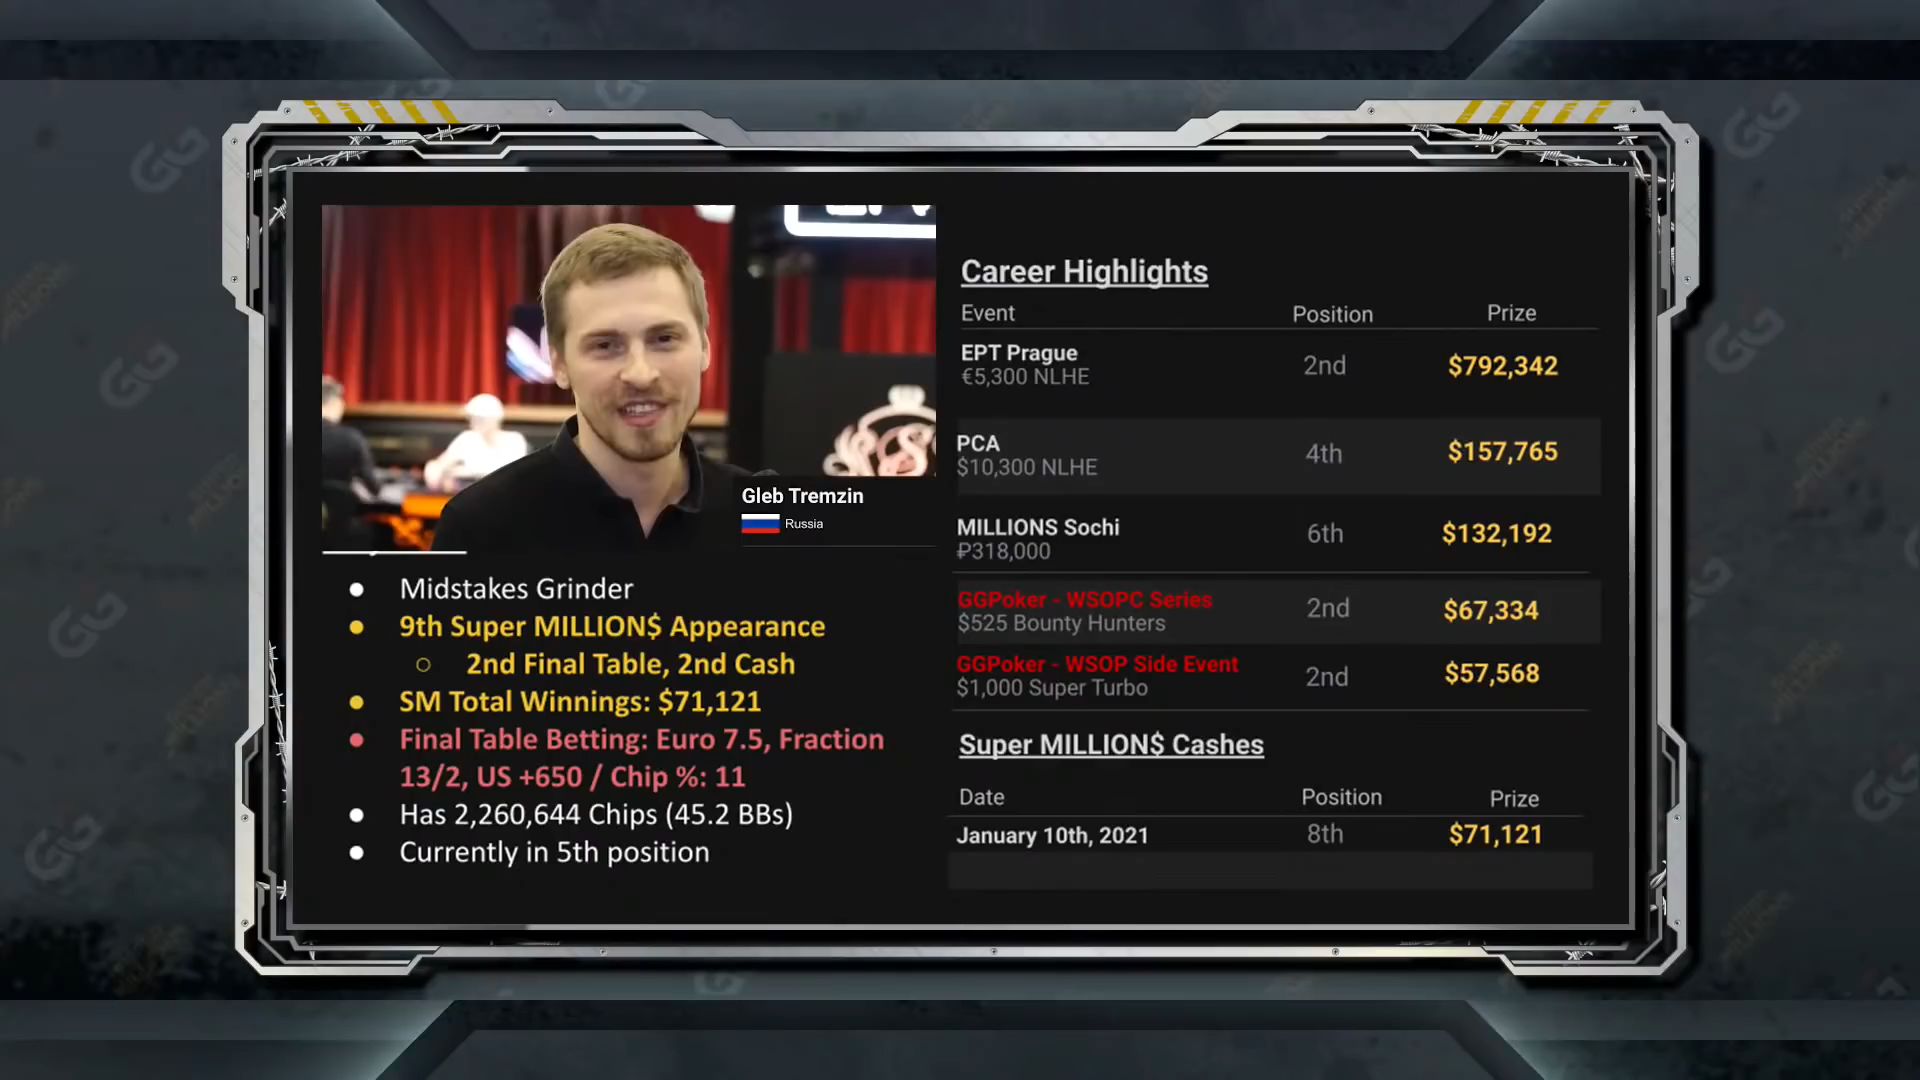 Gleb Tremzin
Russia
Midstakes Grinder
9th Super MILLION$ Appearance
2nd Final Table, 2nd Cash
SM Total Winnings: $71,121
Final Table Betting: Euro 7.5, Fraction
13/2, US +650 / Chip %: 11
Has 2,260,644 Chips (45.2 BBs)
Currently in 5th position
Career Highlights
Event Position Prize
EPT Prague
€5,300 NLHE
2nd $792,342
PCA
$10,300 NLHE
4th $157,765
MILLIONS Sochi
₽318,000
6th $132,192
GGPoker - WSOPC Series
$525 Bounty Hunters
2nd $67,334
GGPoker - WSOP Side Event
$1,000 Super Turbo
2nd $57,568
Super MILLION$ Cashes
Date Position Prize
January 10th, 2021 8th $71,121